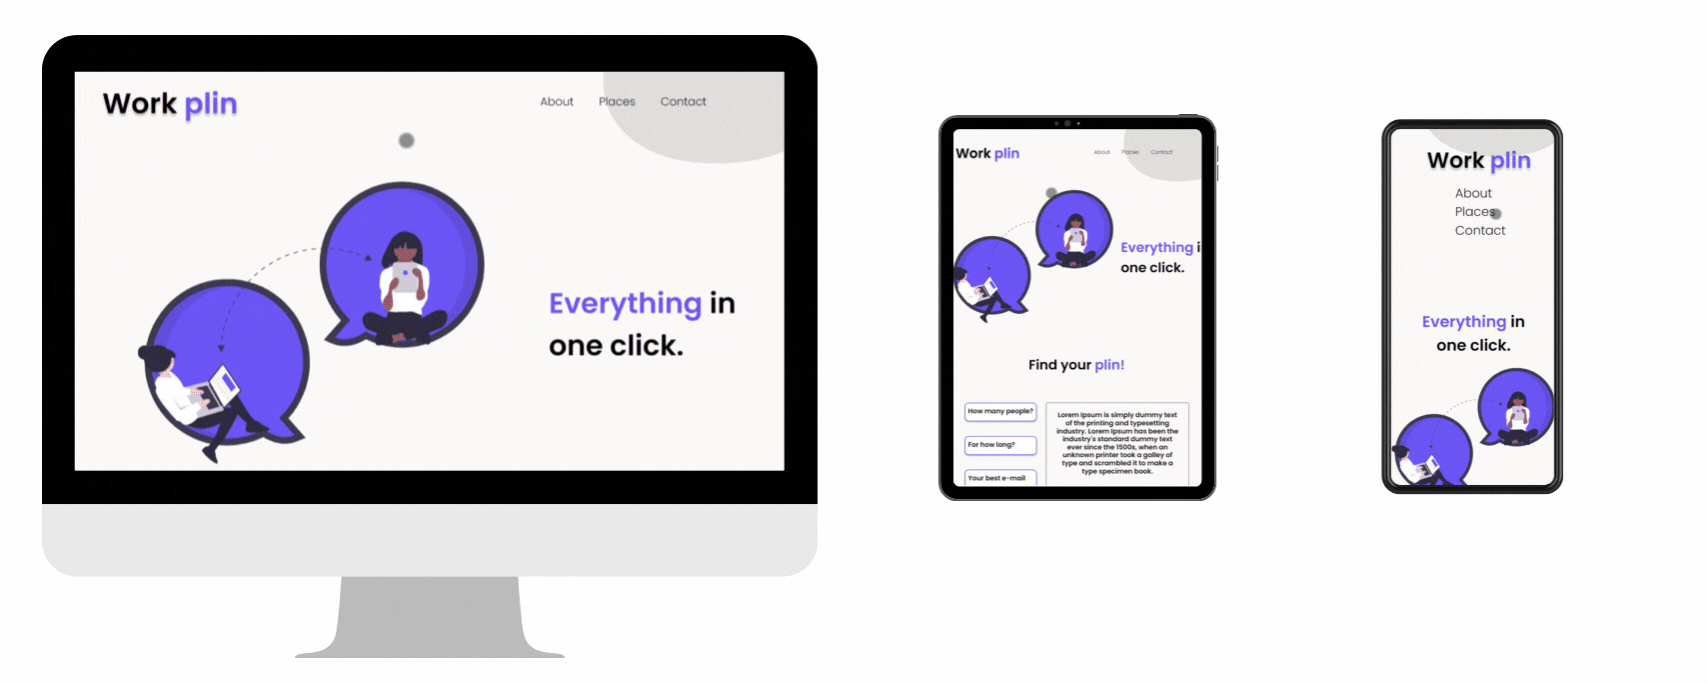 Work plin
About Places Contact
Everything in
one click.
Work plin
About Places Contact
Everything i
one click.
Find your plin!
How many people?
For how long?
Your best e-mail
Lorem Ipsum is simply dummy text
of the printing and typesetting
industry. Lorem Ipsum has been the
industry's standard dummy text
ever since the 1500s, when an
unknown printer took a galley of
type and scrambled it to make a
type specimen book.
Work plin
About
Places
Contact
Everything in
one click.